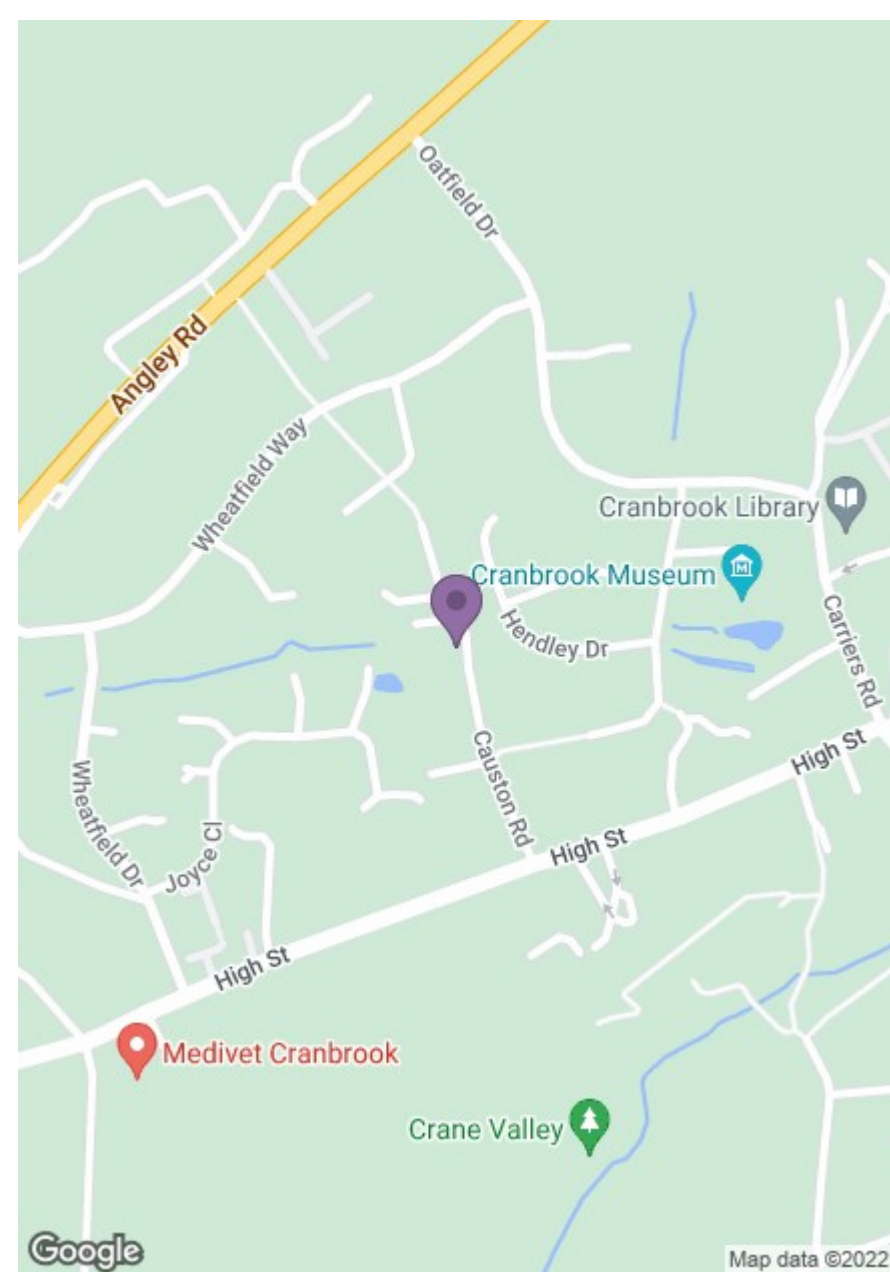 Oatfield Dr
Angley Rd
Wheatfield Way
Cranbrook Library
Cranbrook Museum
M
Hendley Dr
Carriers Rd
Causton Rd
High St
Wheatfield Dr
Joyce Cl
High St
High St
Medivet Cranbrook
Crane Valley
Google
Map data ©2022